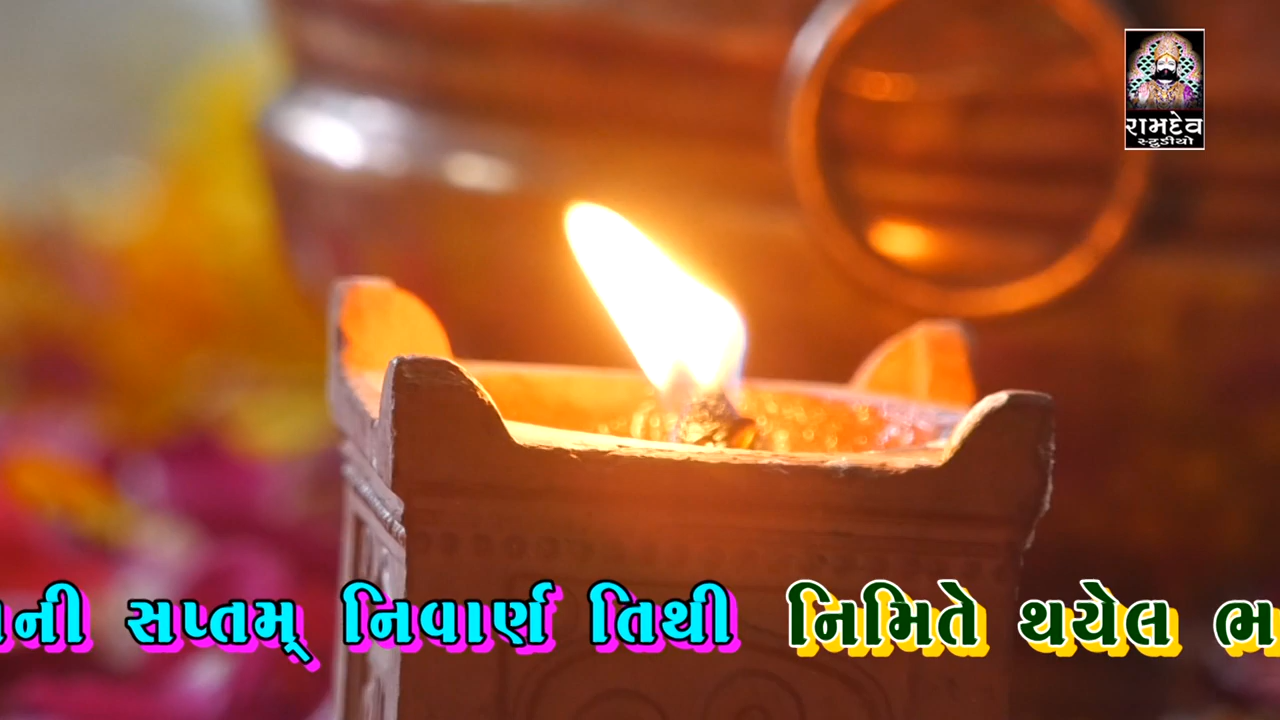 રામદેવ
સ્ટુડીયો
ની સપ્તમ્ નિવાર્ણ તિથી નિમિતે થયેલ ભ